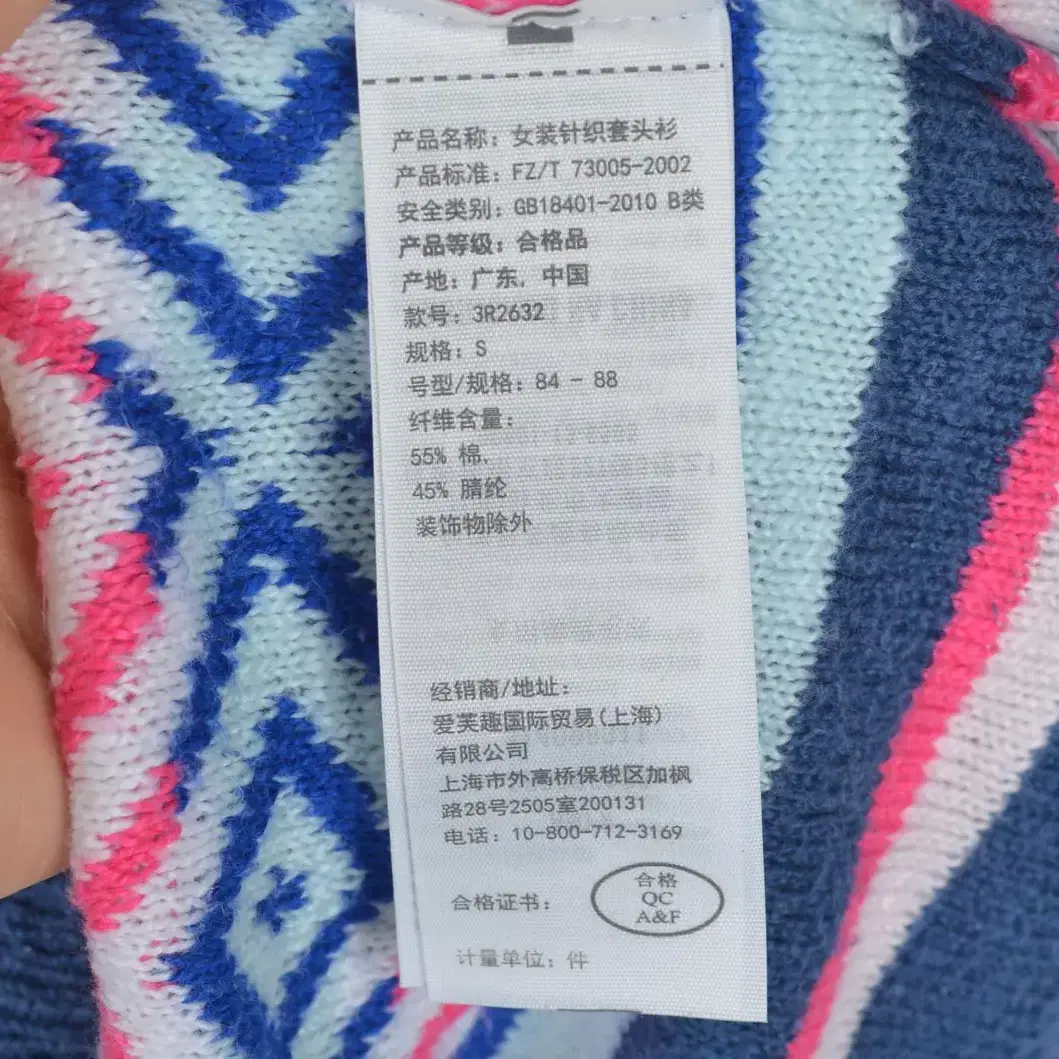 产品名称：女装针织套头衫
产品标准：FZ/T 73005-2002
安全类别：GB18401-2010 B类
产品等级：合格品
产地：广东，中国
款号：3R2632
规格：S
号型/规格：84 - 88
纤维含量：
55% 棉，
45% 腈纶
装饰物除外
经销商/地址：
爱芙趣国际贸易(上海)
有限公司
上海市外高桥保税区加枫
路28号2505室200131
电话：10-800-712-3169
合格证书：
合格
QC
A&F
计量单位：件